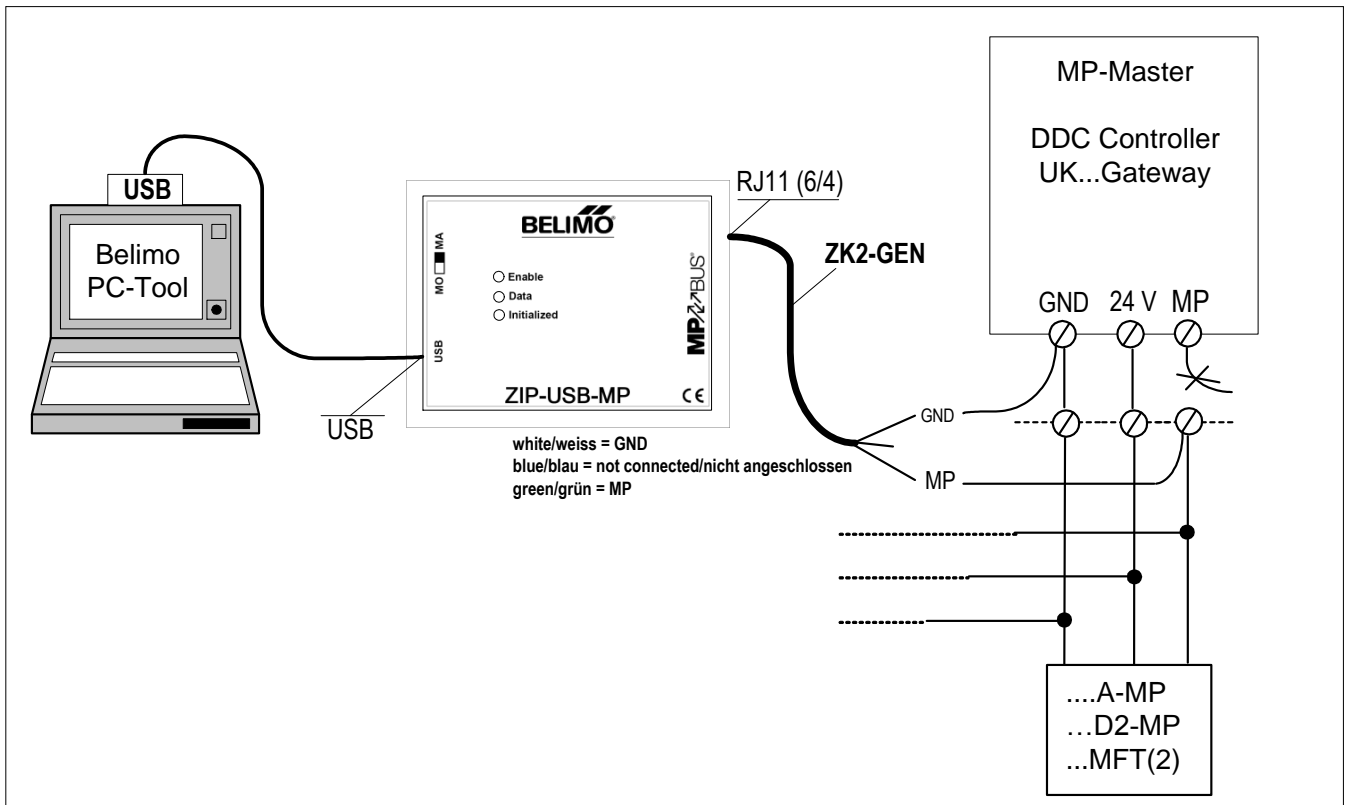 USB
Belimo
PC-Tool
USB
BELIMO
MO MA
Enable
Data
Initialized
USB
MP BUS®
ZIP-USB-MP
CE
RJ11 (6/4)
ZK2-GEN
white/weiss = GND
blue/blau = not connected/nicht angeschlossen
green/grün = MP
MP-Master
DDC Controller
UK...Gateway
GND 24 V MP
GND
MP
....A-MP
...D2-MP
...MFT(2)